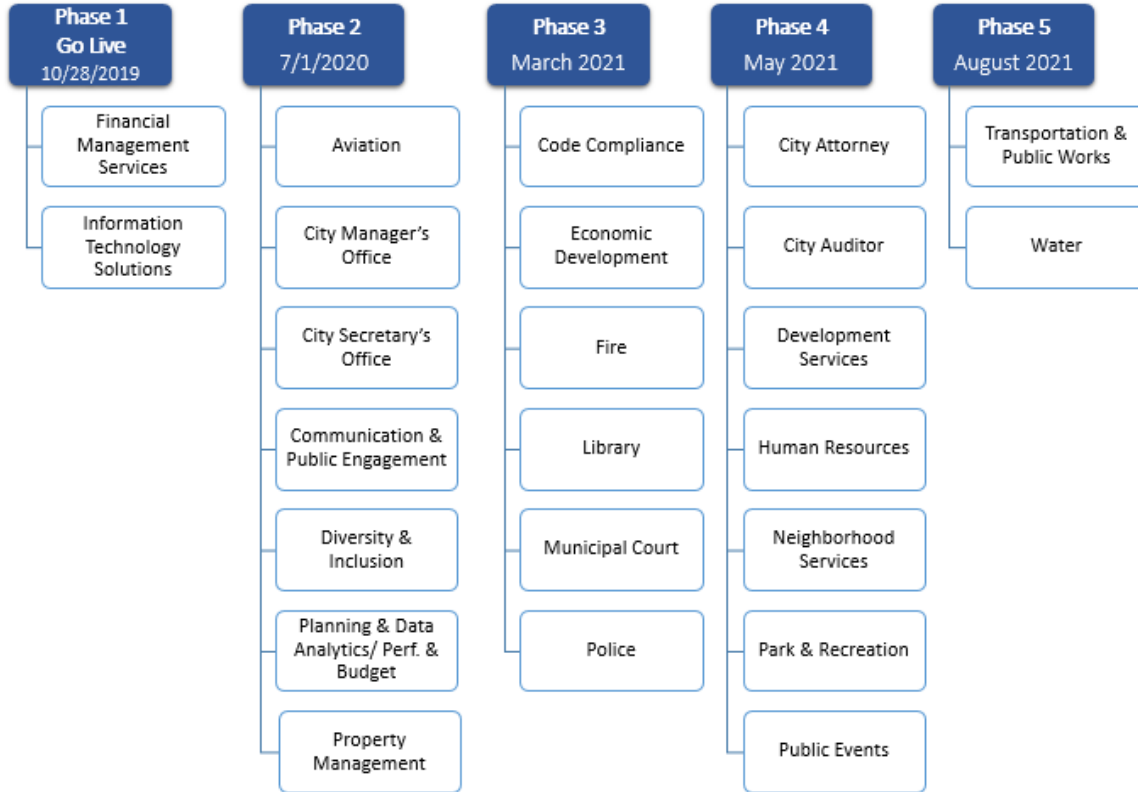 Phase 1
Go Live
10/28/2019
Financial
Management
Services
Information
Technology
Solutions
Phase 2
7/1/2020
Aviation
City Manager's
Office
City Secretary's
Office
Communication &
Public Engagement
Diversity &
Inclusion
Planning & Data
Analytics/ Perf. &
Budget
Property
Management
Phase 3
March 2021
Code Compliance
Economic
Development
Fire
Library
Municipal Court
Police
Phase 4
May 2021
City Attorney
City Auditor
Development
Services
Human Resources
Neighborhood
Services
Park & Recreation
Public Events
Phase 5
August 2021
Transportation &
Public Works
Water